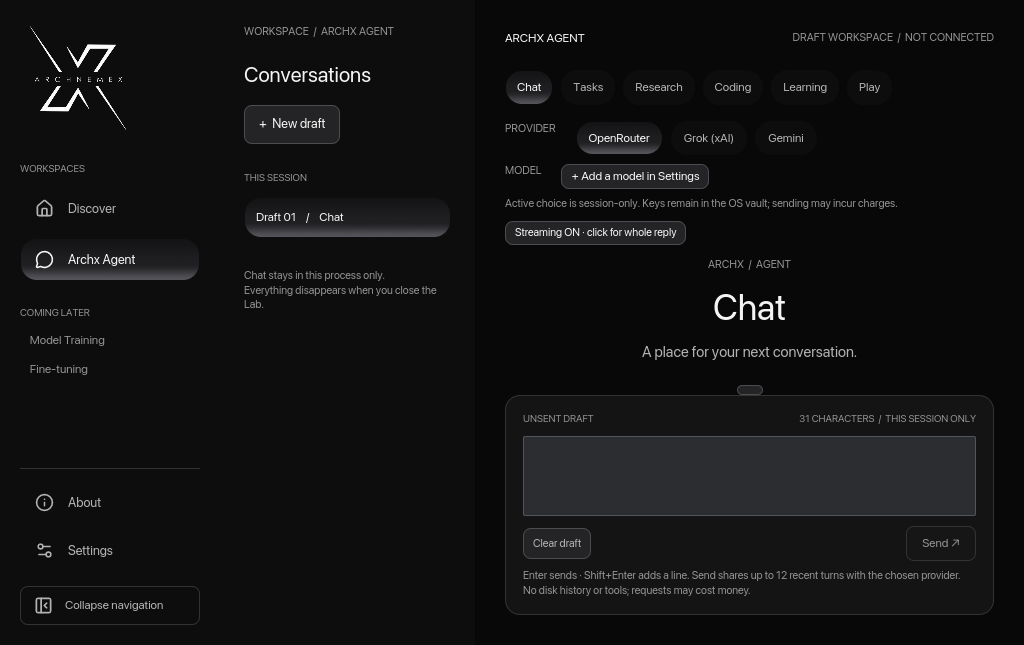 ARCHNEMEX
WORKSPACES
Discover
Archx Agent
COMING LATER
Model Training
Fine-tuning
About
Settings
Collapse navigation
WORKSPACE / ARCHX AGENT
Conversations
+ New draft
THIS SESSION
Draft 01 / Chat
Chat stays in this process only.
Everything disappears when you close the
Lab.
ARCHX AGENT
DRAFT WORKSPACE / NOT CONNECTED
Chat Tasks Research Coding Learning Play
PROVIDER OpenRouter Grok (xAI) Gemini
MODEL + Add a model in Settings
Active choice is session-only. Keys remain in the OS vault; sending may incur charges.
Streaming ON · click for whole reply
ARCHX / AGENT
Chat
A place for your next conversation.
UNSENT DRAFT
31 CHARACTERS / THIS SESSION ONLY
Clear draft
Send ↗
Enter sends · Shift+Enter adds a line. Send shares up to 12 recent turns with the chosen provider.
No disk history or tools; requests may cost money.